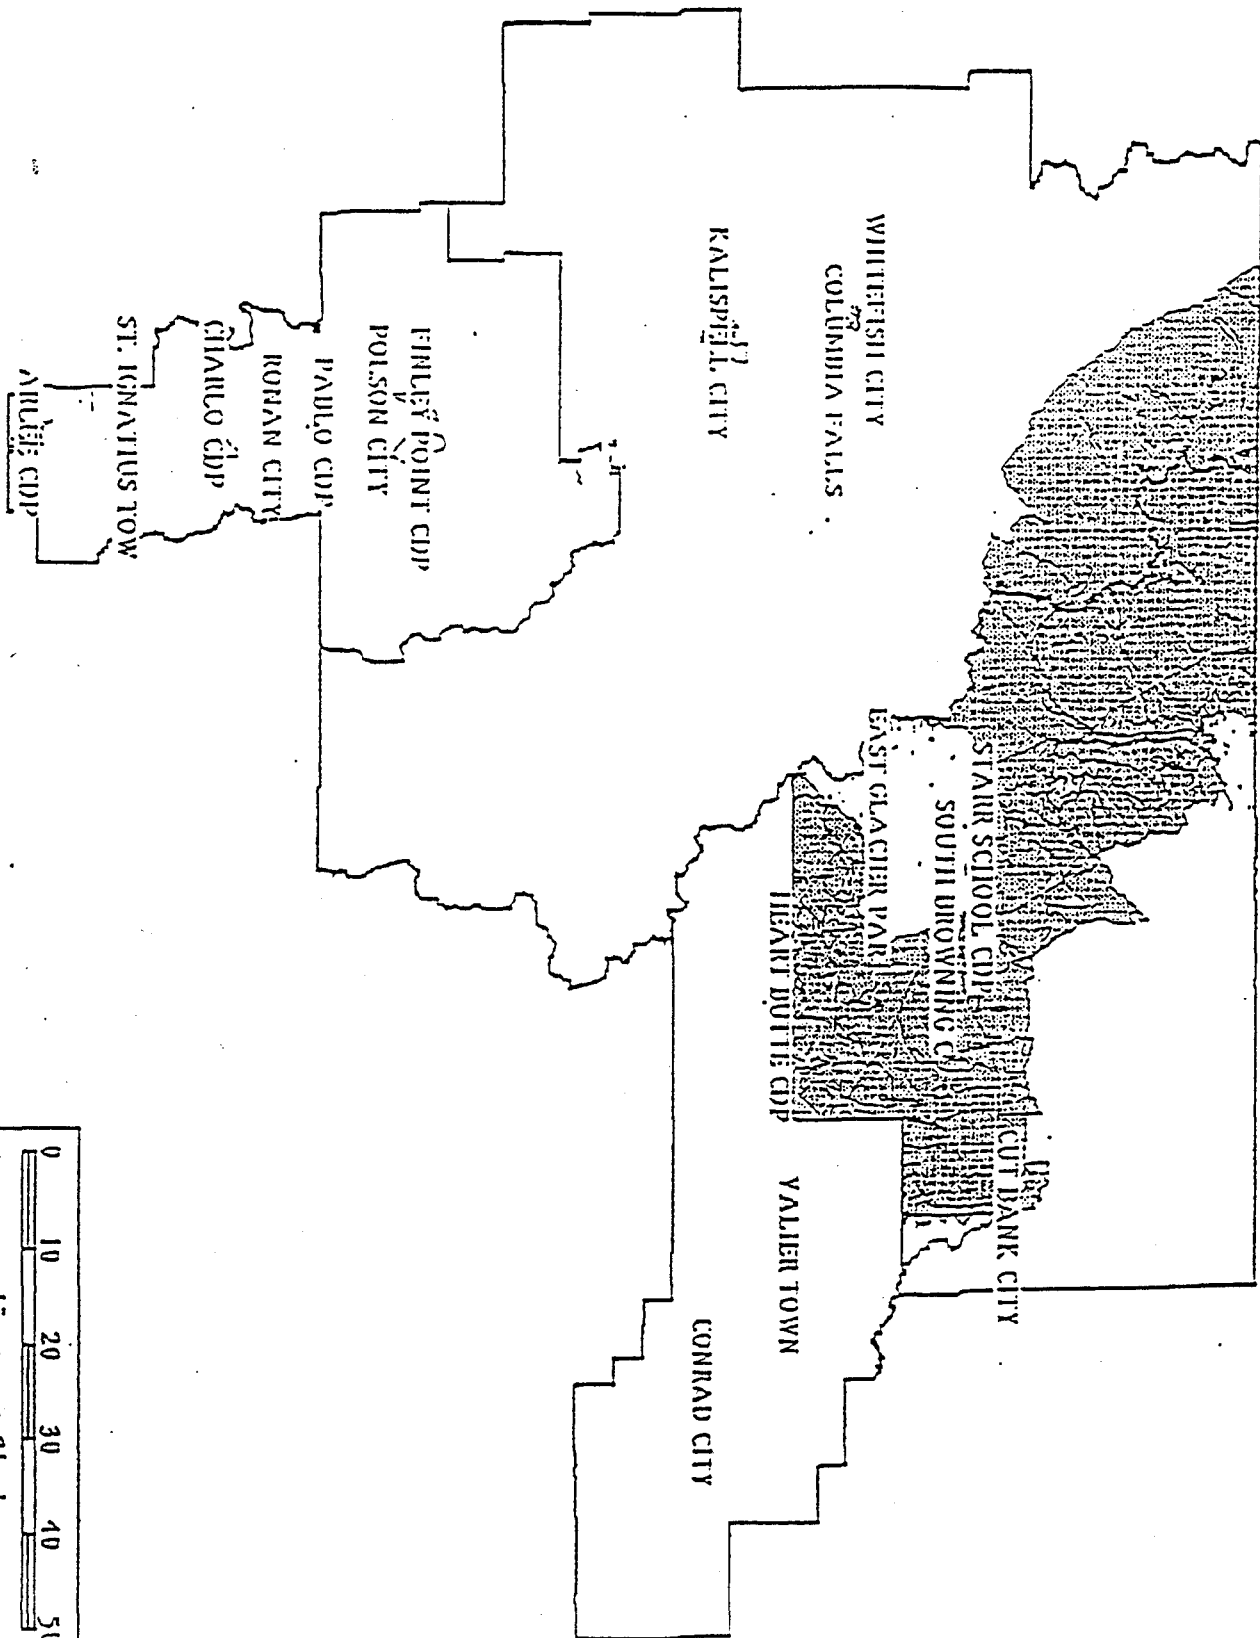 WHITEFISH CITY
COLUMBIA FALLS
KALISPELL CITY
STARR SCHOOL CDP
SOUTH BROWNING C
EAST GLACIER PAR
HEART BUTTE CDP
CUT BANK CITY
VALIER TOWN
CONRAD CITY
FINLEY POINT CDP
POLSON CITY
PABLO CDP
RONAN CITY
CHARLO CDP
ST. IGNATIUS TOW
ARLEE CDP
0 10 20 30 40